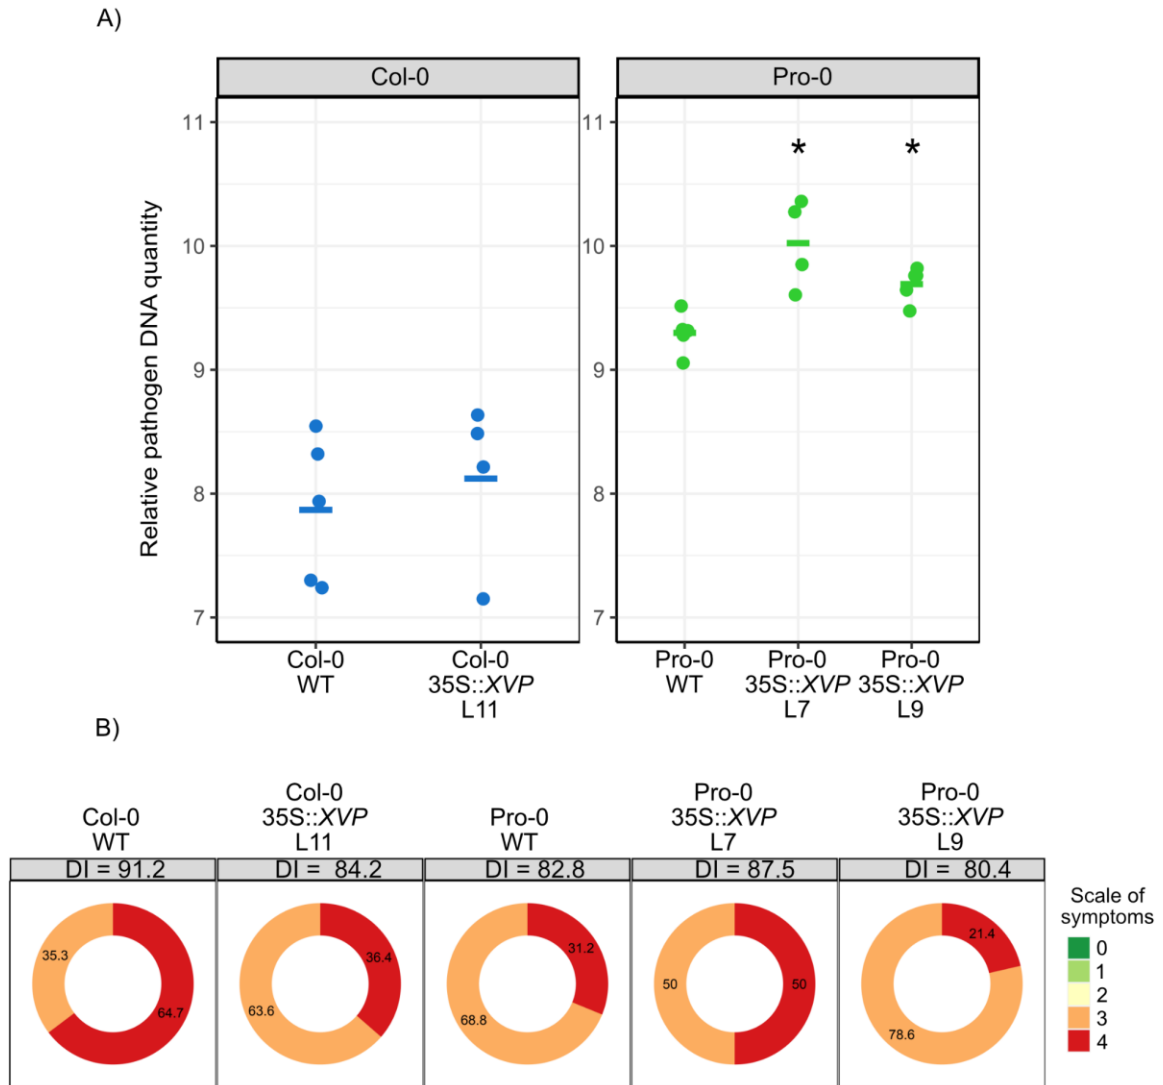 A)
Col-0
Pro-0
Relative pathogen DNA quantity
11
10
9
8
7
11
10
9
8
7
*
*
Col-0
WT
Col-0
35S::XVP
L11
Pro-0
WT
Pro-0
35S::XVP
L7
Pro-0
35S::XVP
L9
B)
Col-0
WT
DI = 91.2
35.3
64.7
Col-0
35S::XVP
L11
DI = 84.2
36.4
63.6
Pro-0
WT
DI = 82.8
31.2
68.8
Pro-0
35S::XVP
L7
DI = 87.5
50
50
Pro-0
35S::XVP
L9
DI = 80.4
21.4
78.6
Scale of
symptoms
0
1
2
3
4